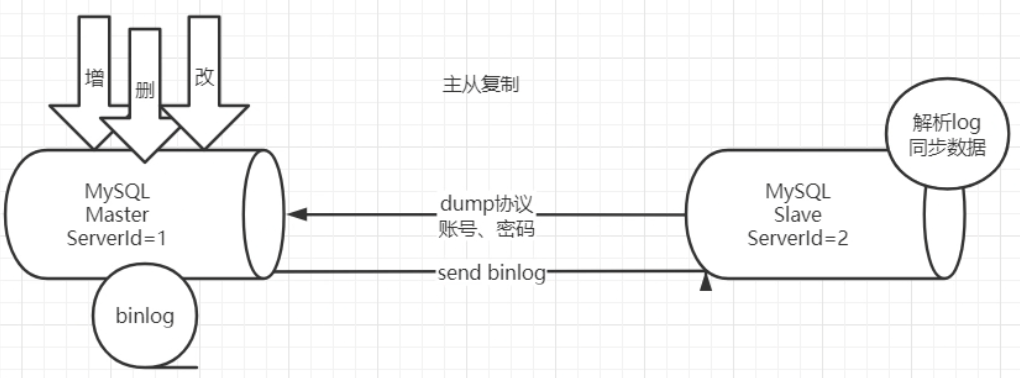 增
删
改
主从复制
解析log
同步数据
MySQL
Master
ServerId=1
dump协议
账号、密码
MySQL
Slave
ServerId=2
send binlog
binlog